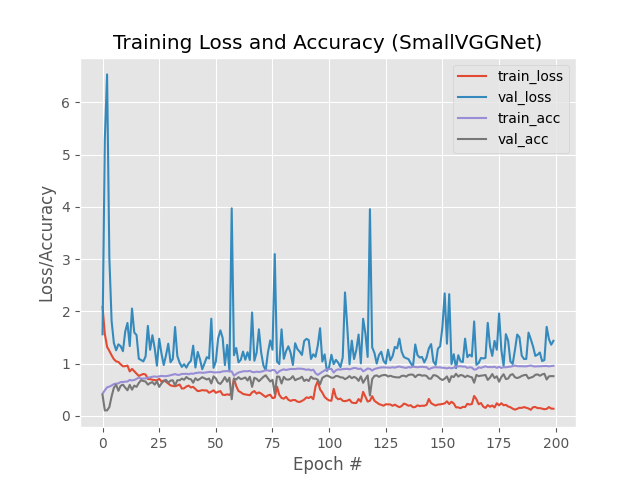 Training Loss and Accuracy (SmallVGGNet)
train_loss
val_loss
train_acc
val_acc
6
5
4
3
2
1
0
Loss/Accuracy
0 25 50 75 100 125 150 175 200
Epoch #